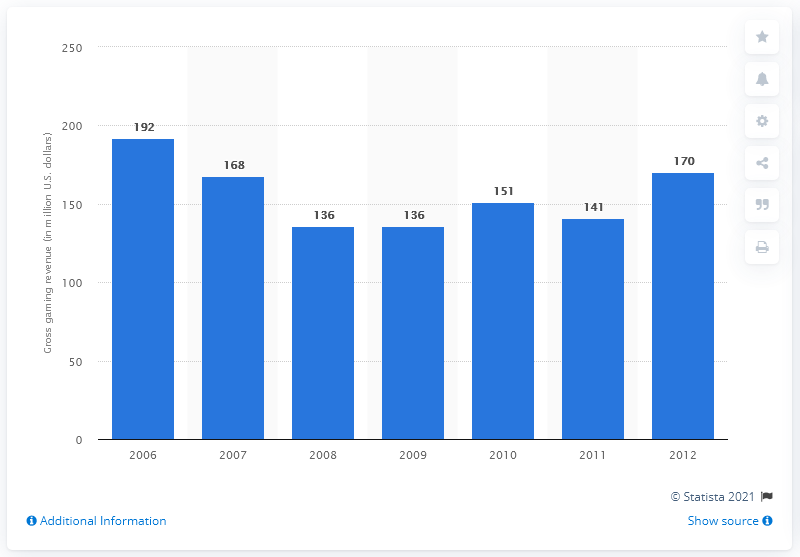 Gross gaming revenue (in million U.S. dollars)
250
200
150
100
50
0
192
168
136
136
151
141
170
2006 2007 2008 2009 2010 2011 2012
© Statista 2021
Additional Information
Show source